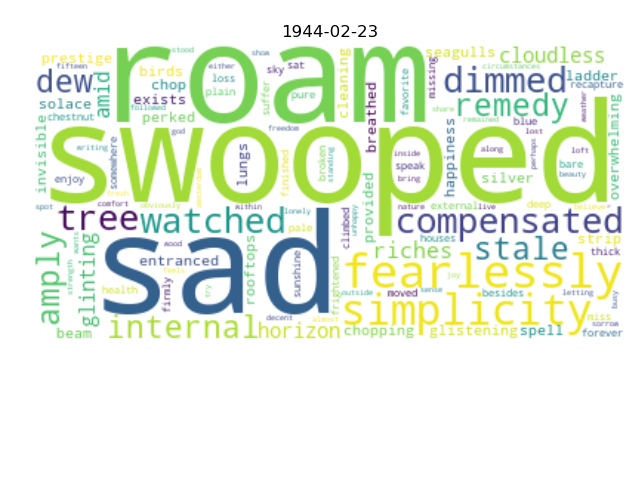 1944-02-23
prestige
dew
solace
chestnut
invisible
enjoy
amid
roam
birds
chop
exists
perked
followed
stood
either
loss
plain
suffer
sky
sat
pure
cleaning
favorite
missing
seagulls
cloudless
circumstances
dimmed
ladder
recapture
remedy
share
remained
weather
overwhelming
swooped
writing
somewhere
god
lungs
freedom
finished
broken
standing
breathed
inside
speak
bring
happiness
blue
along
lost
perhaps
silver
loft
bare
beauty
spot
comfort
tree
obviously
watched
within
lonely
pale
climbed
unhappy
provided
nature
external
live
deep
believe
compensated
strip
thick
amply
strength
wants
glinting
sad
mood
entranced
feels
health
firmly
try
rooftops
sunshine
frightened
riches
houses
stale
fearlessly
joy
outside
moved
sense
besides
letting
busy
simplicity
miss
sorrow
forever
beam
internal
decent
horizon
chopping
glistening
spell